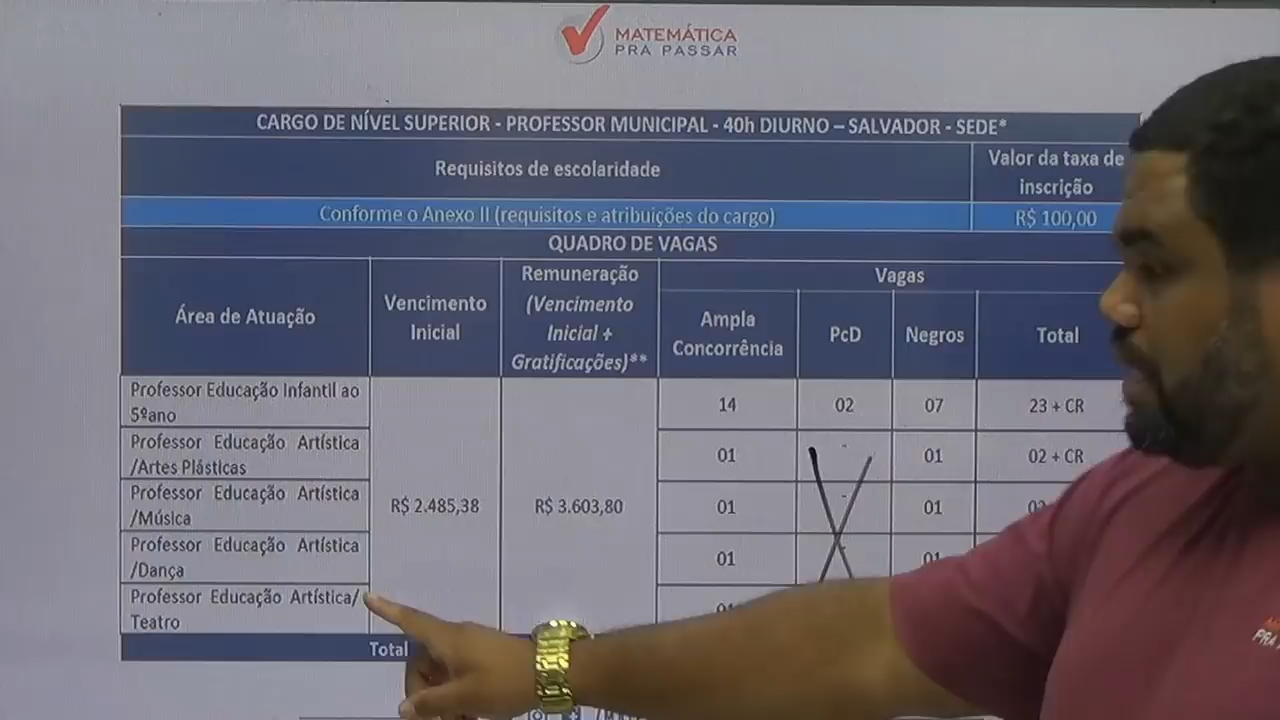 MATEMÁTICA
PRA PASSAR
CARGO DE NÍVEL SUPERIOR - PROFESSOR MUNICIPAL - 40h DIURNO – SALVADOR - SEDE*
Requisitos de escolaridade
Valor da taxa de
inscrição
Conforme o Anexo II (requisitos e atribuições do cargo)
R$ 100,00
QUADRO DE VAGAS
Área de Atuação
Vencimento
Inicial
Remuneração
(Vencimento
Inicial +
Gratificações)**
Vagas
Ampla
Concorrência
PcD
Negros
Total
Professor Educação Infantil ao
5ºano
14
02
07
23 + CR
Professor Educação Artística
/Artes Plásticas
01
-
01
02 + CR
Professor Educação Artística
/Música
R$ 2.485,38
R$ 3.603,80
01
-
01
Professor Educação Artística
/Dança
01
01
Professor Educação Artística/
Teatro
Total